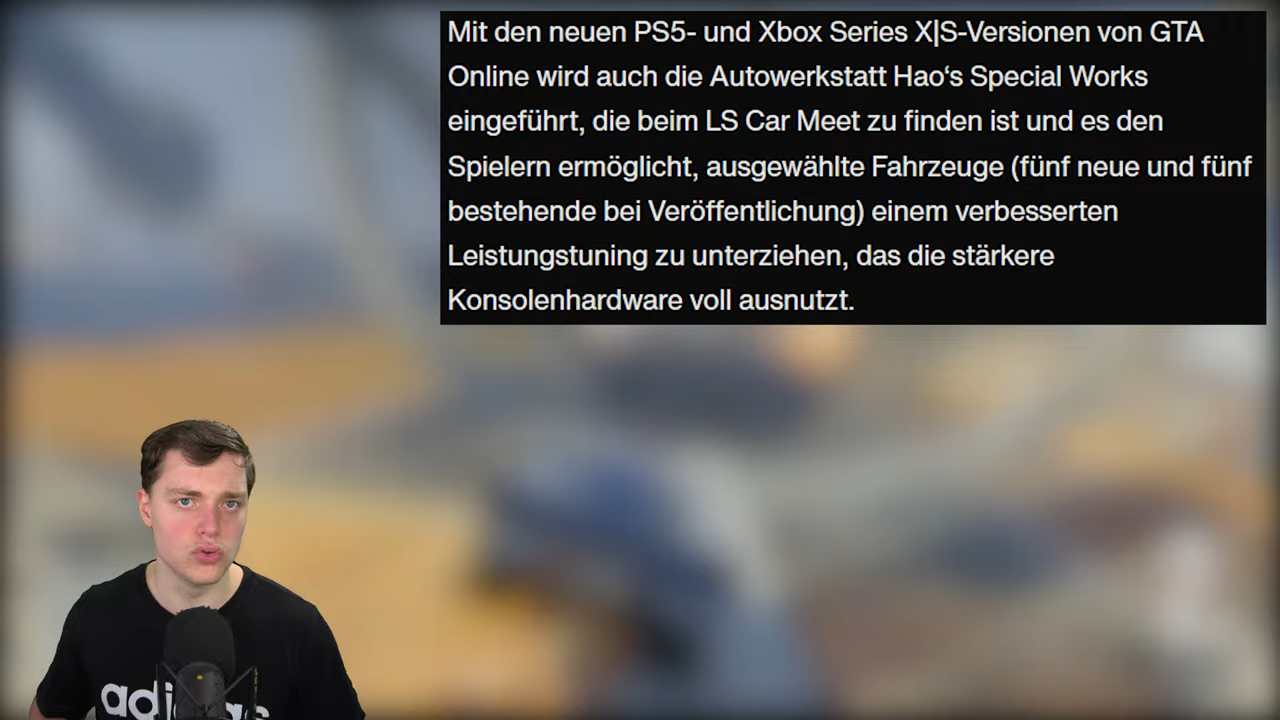 Mit den neuen PS5- und Xbox Series X|S-Versionen von GTA
Online wird auch die Autowerkstatt Hao‘s Special Works
eingeführt, die beim LS Car Meet zu finden ist und es den
Spielern ermöglicht, ausgewählte Fahrzeuge (fünf neue und fünf
bestehende bei Veröffentlichung) einem verbesserten
Leistungstuning zu unterziehen, das die stärkere
Konsolenhardware voll ausnutzt.
adidas